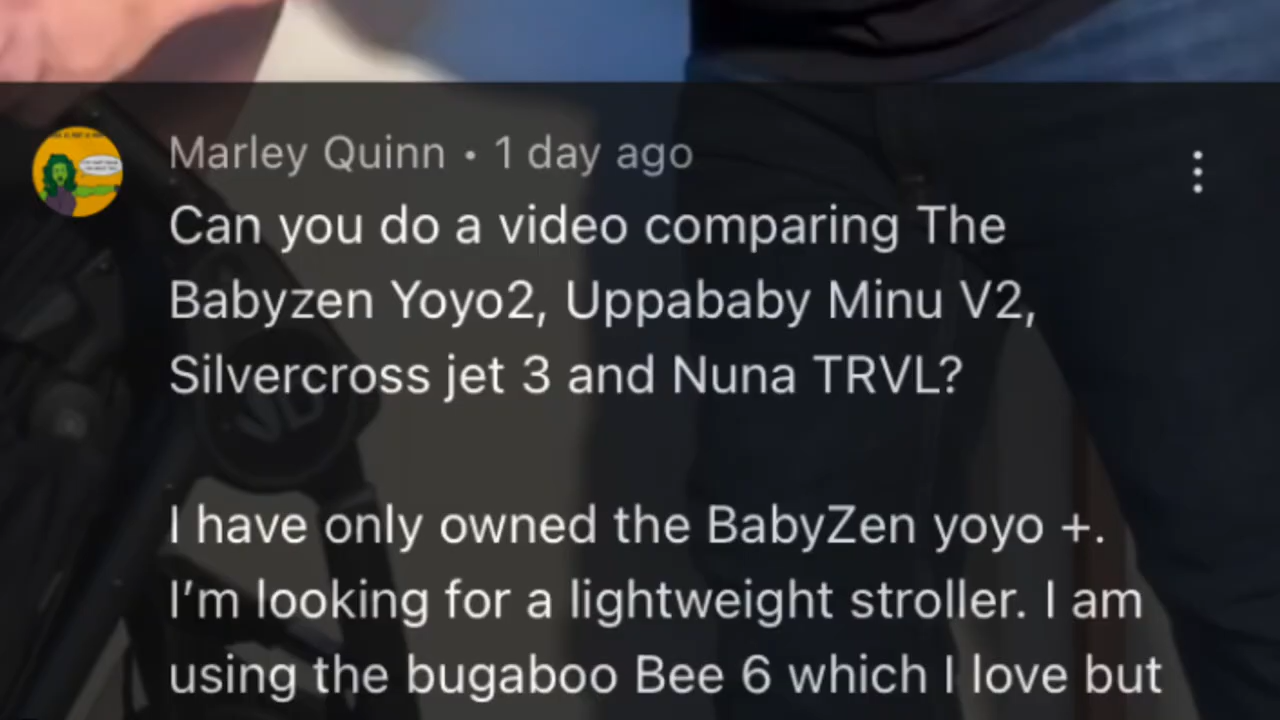 Marley Quinn • 1 day ago
Can you do a video comparing The
Babyzen Yoyo2, Uppababy Minu V2,
Silvercross jet 3 and Nuna TRVL?
I have only owned the BabyZen yoyo +.
I'm looking for a lightweight stroller. I am
using the bugaboo Bee 6 which I love but